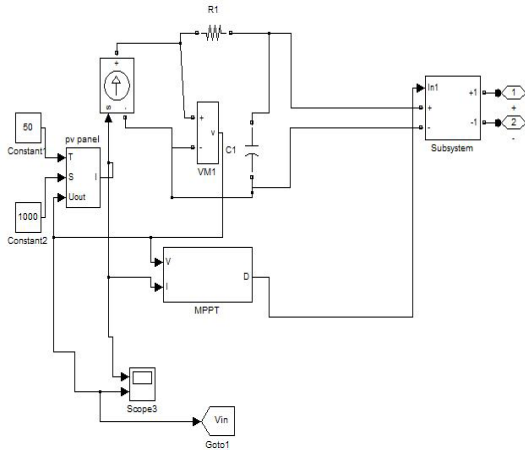 R1
+
s
-
50
Constant1
pv panel
T
S
Uout
I
1000
Constant2
+
-
v
VM1
C1
In1
+
-
+1
-1
Subsystem
1
+
2
-
V
I
D
MPPT
Scope3
Vin
Goto1